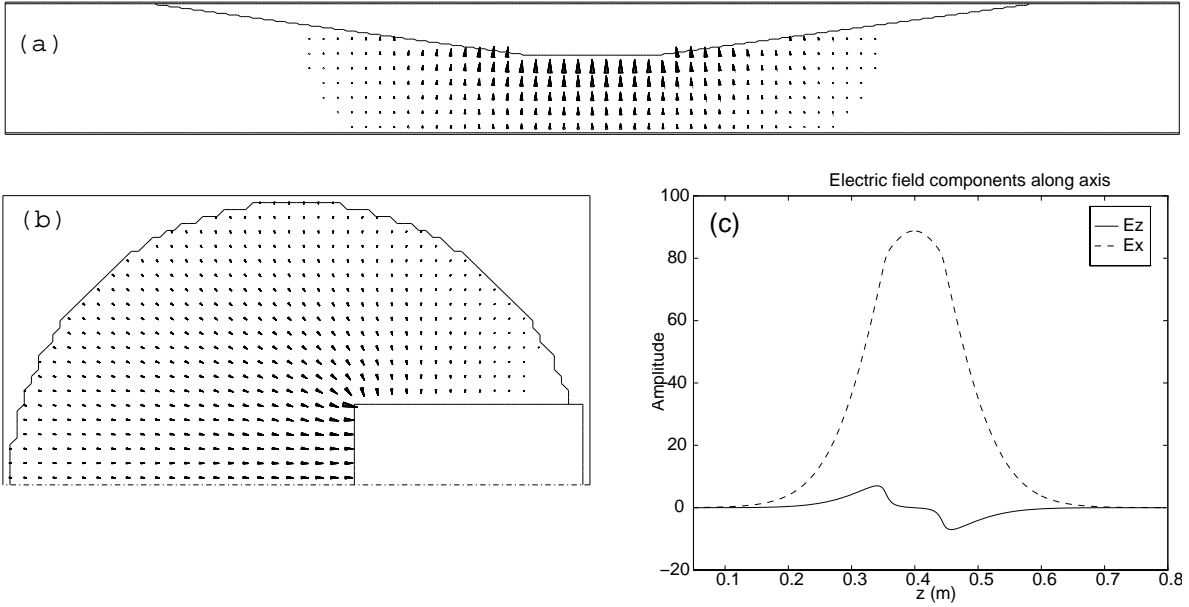 (a)
(b)
Electric field components along axis
(c)
Ez
Ex
Amplitude
100
80
60
40
20
0
−20
0.1 0.2 0.3 0.4 0.5 0.6 0.7 0.8
z (m)